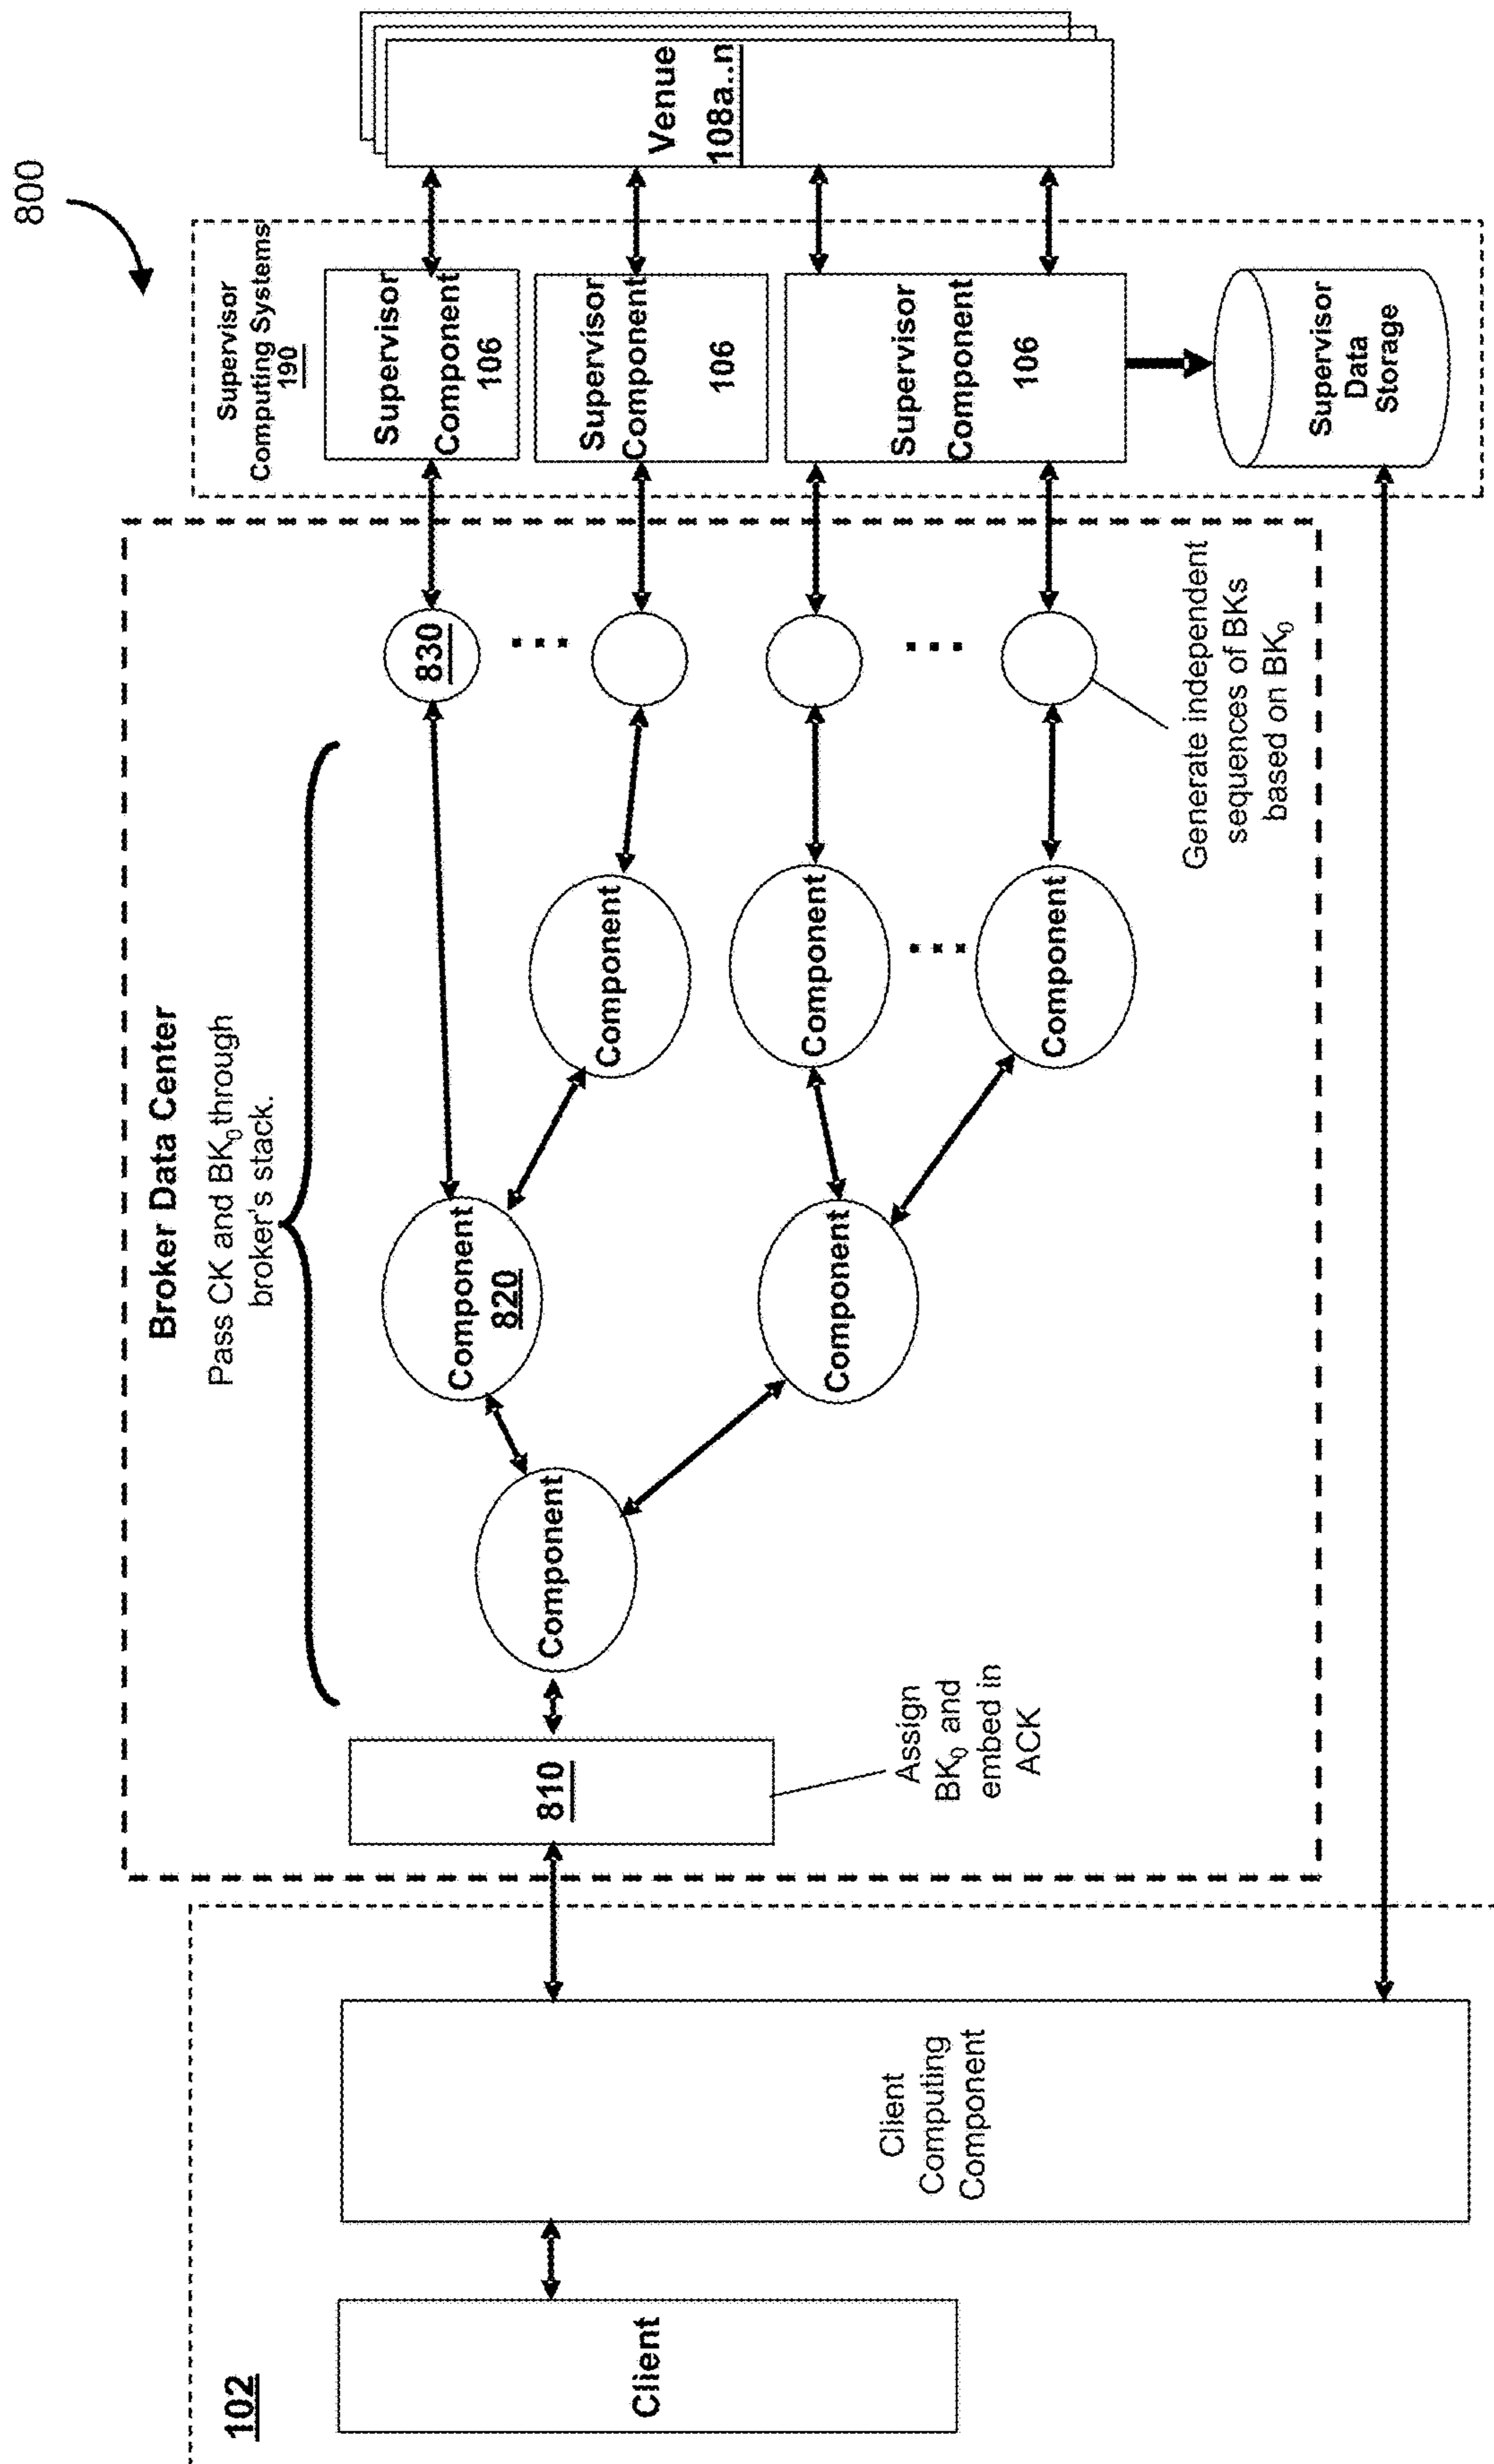 800
102
Client
Client
Computing
Component
Broker Data Center
Pass CK and BK₀ through
broker's stack.
810
Assign
BK₀ and
embed in
ACK
Component
Component
820
Component
Component
Component
Component
830
Generate independent
sequences of BKs
based on BK₀
Supervisor
Computing Systems
190
Supervisor
Component
106
Supervisor
Component
106
Supervisor
Component
106
Supervisor
Data
Storage
Venue
108a..n